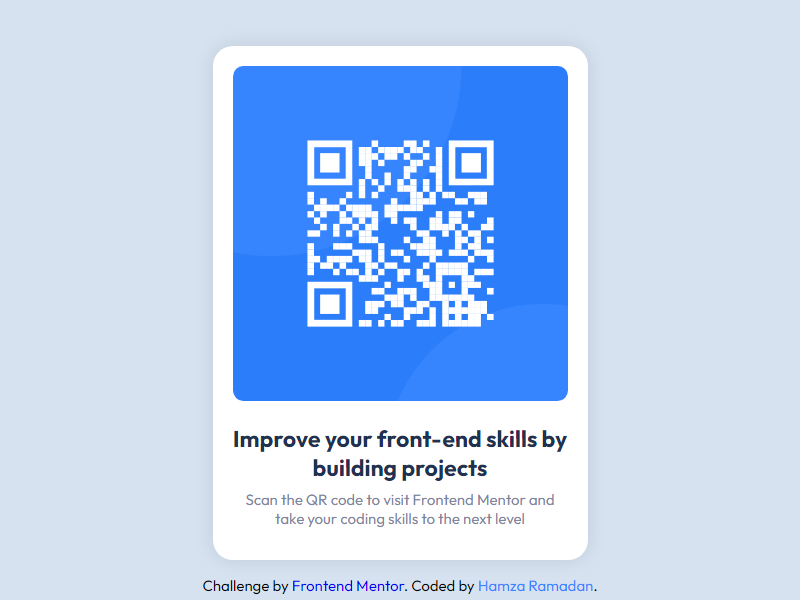 Improve your front-end skills by
building projects
Scan the QR code to visit Frontend Mentor and
take your coding skills to the next level
Challenge by Frontend Mentor. Coded by Hamza Ramadan.